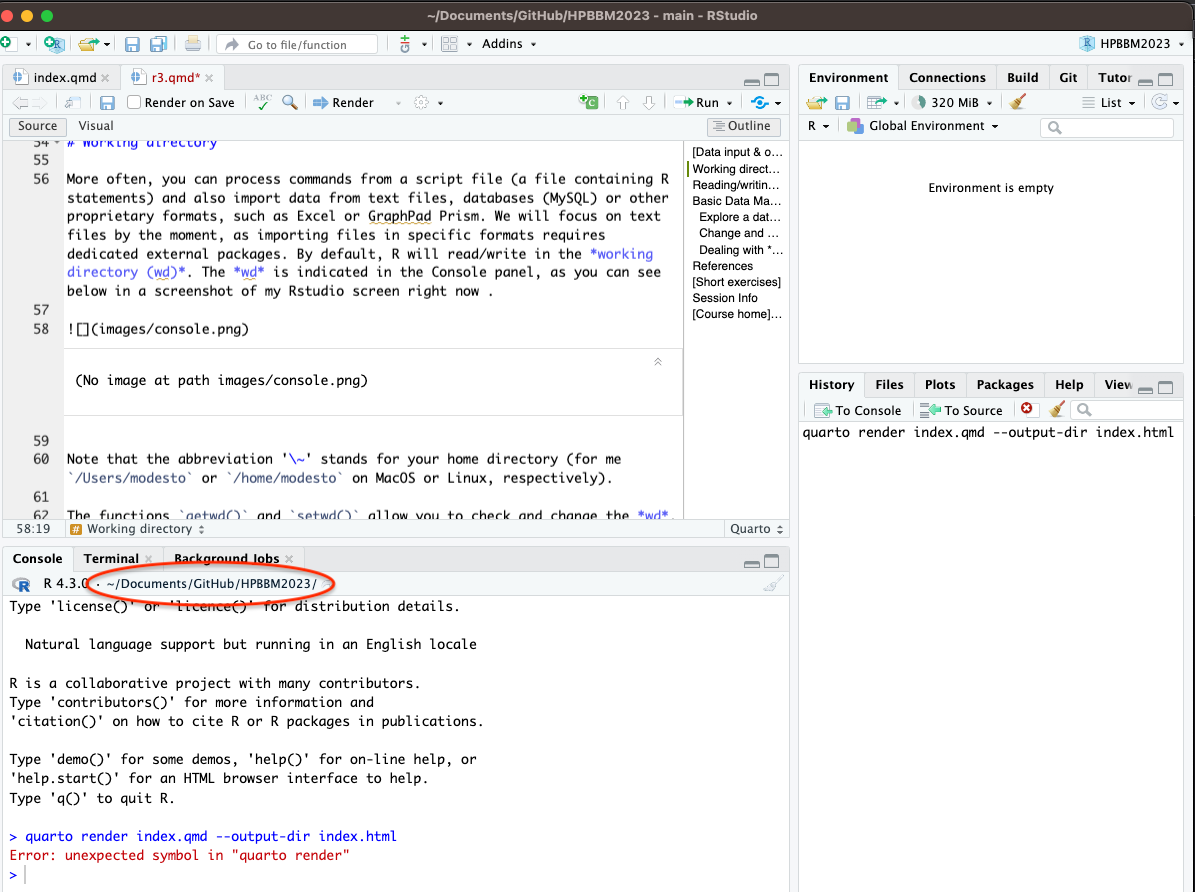 ~/Documents/GitHub/HPBBM2023 - main - RStudio
Go to file/function
Addins
HPBBM2023
index.qmd
r3.qmd*
Render on Save
ABC
Render
Run
Source
Visual
Outline
54
# Working directory
55
56
More often, you can process commands from a script file (a file containing R
statements) and also import data from text files, databases (MySQL) or other
proprietary formats, such as Excel or GraphPad Prism. We will focus on text
files by the moment, as importing files in specific formats requires
dedicated external packages. By default, R will read/write in the *working
directory (wd)*. The *wd* is indicated in the Console panel, as you can see
below in a screenshot of my Rstudio screen right now .
57
58
![](images/console.png)
(No image at path images/console.png)
59
60
Note that the abbreviation '\~' stands for your home directory (for me
`/Users/modesto` or `/home/modesto` on MacOS or Linux, respectively).
61
62
The functions `getwd()` and `setwd()` allow you to check and change the *wd*,
[Data input & o...
Working direct...
Reading/writin...
Basic Data Ma...
Explore a dat...
Change and ...
Dealing with *...
References
[Short exercises]
Session Info
[Course home]...
58:19
# Working directory
Quarto
Console
Terminal
Background Jobs
R R 4.3.0 · ~/Documents/GitHub/HPBBM2023/
Type 'license()' or 'licence()' for distribution details.
Natural language support but running in an English locale
R is a collaborative project with many contributors.
Type 'contributors()' for more information and
'citation()' on how to cite R or R packages in publications.
Type 'demo()' for some demos, 'help()' for on-line help, or
'help.start()' for an HTML browser interface to help.
Type 'q()' to quit R.
> quarto render index.qmd --output-dir index.html
Error: unexpected symbol in "quarto render"
>
Environment
Connections
Build
Git
Tutor
320 MiB
List
R
Global Environment
Environment is empty
History
Files
Plots
Packages
Help
View
To Console
To Source
quarto render index.qmd --output-dir index.html